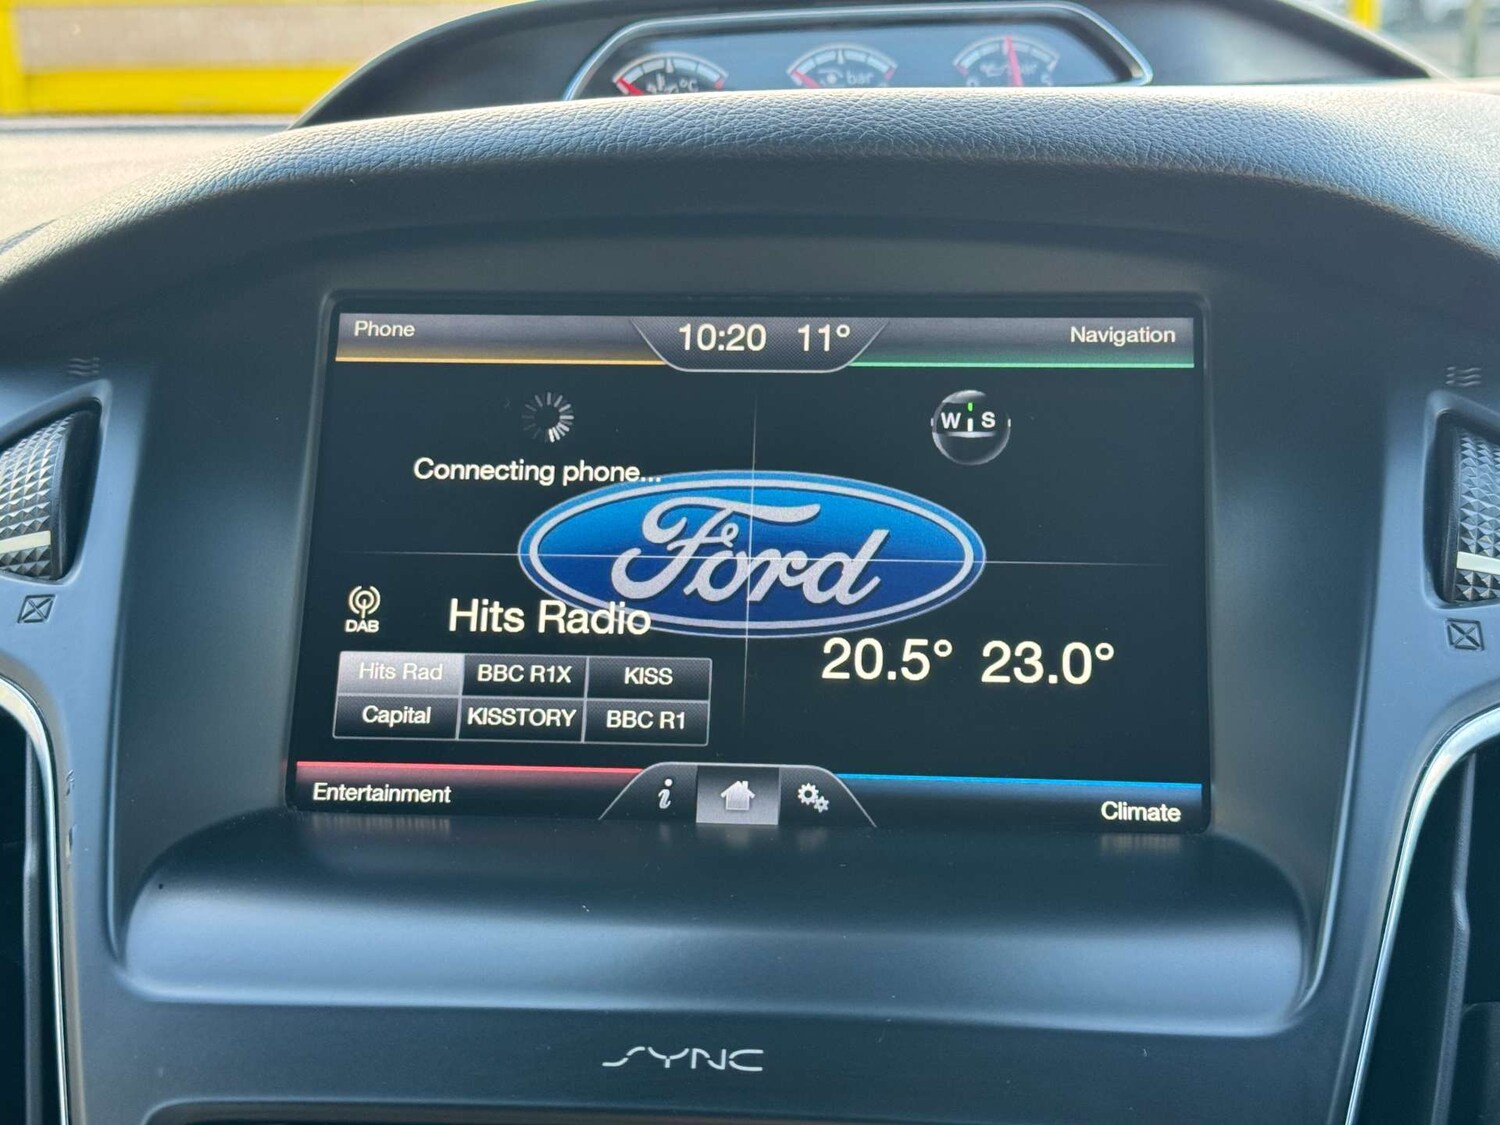 °C
bar
Phone
10:20 11°
Navigation
W S
Connecting phone...
Ford
DAB
Hits Radio
20.5° 23.0°
Hits Rad BBC R1X KISS
Capital KISSTORY BBC R1
Entertainment
i
Climate
SYNC